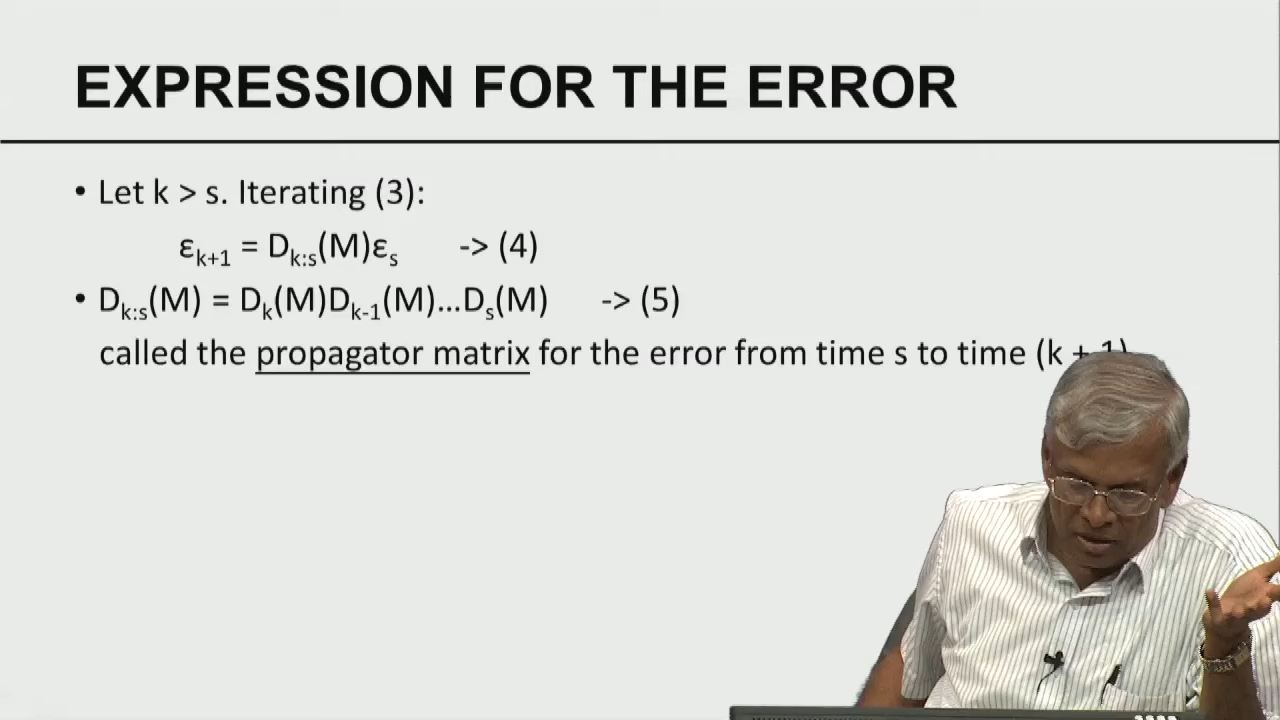 EXPRESSION FOR THE ERROR
• Let k > s. Iterating (3):
εₖ₊₁ = Dₖ:ₛ(M)εₛ -> (4)
• Dₖ:ₛ(M) = Dₖ(M)Dₖ₋₁(M)...Dₛ(M) -> (5)
called the propagator matrix for the error from time s to time (k + 1)